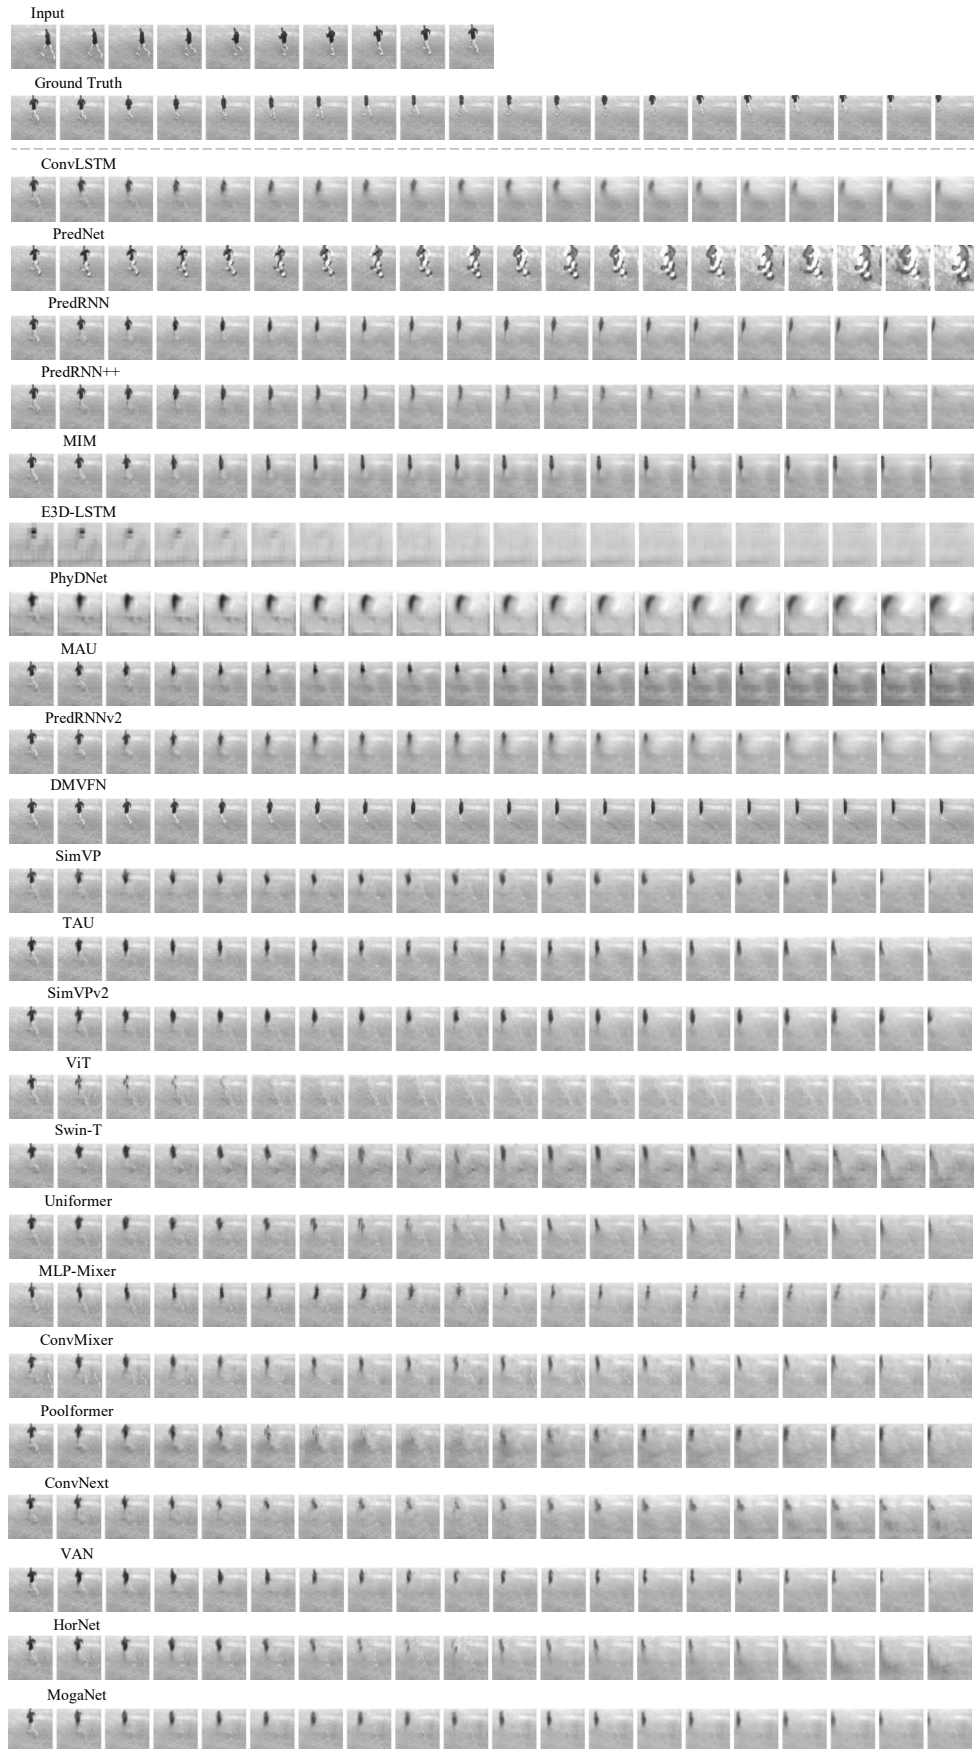 Input
Ground Truth
ConvLSTM
PredNet
PredRNN
PredRNN++
MIM
E3D-LSTM
PhyDNet
MAU
PredRNNv2
DMVFN
SimVP
TAU
SimVPv2
ViT
Swin-T
Uniformer
MLP-Mixer
ConvMixer
Poolformer
ConvNext
VAN
HorNet
MogaNet